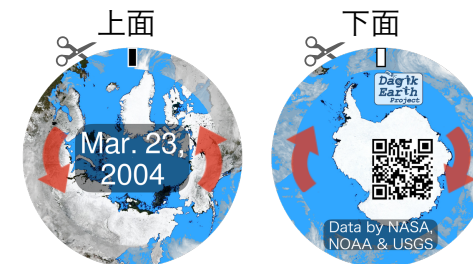 上面
下面
Mar. 23,
2004
Dagik
Earth
Project
Data by NASA,
NOAA & USGS